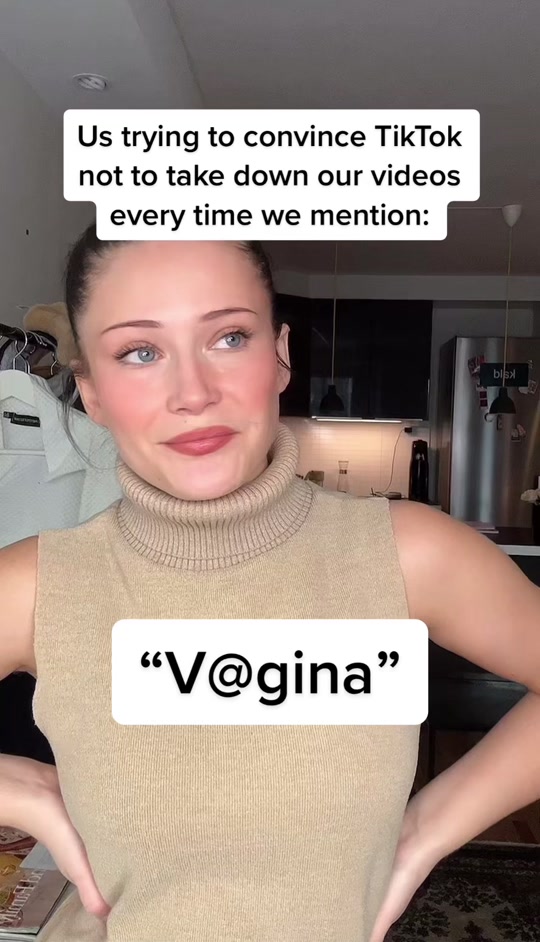 Us trying to convince TikTok
not to take down our videos
every time we mention:
“V@gina”